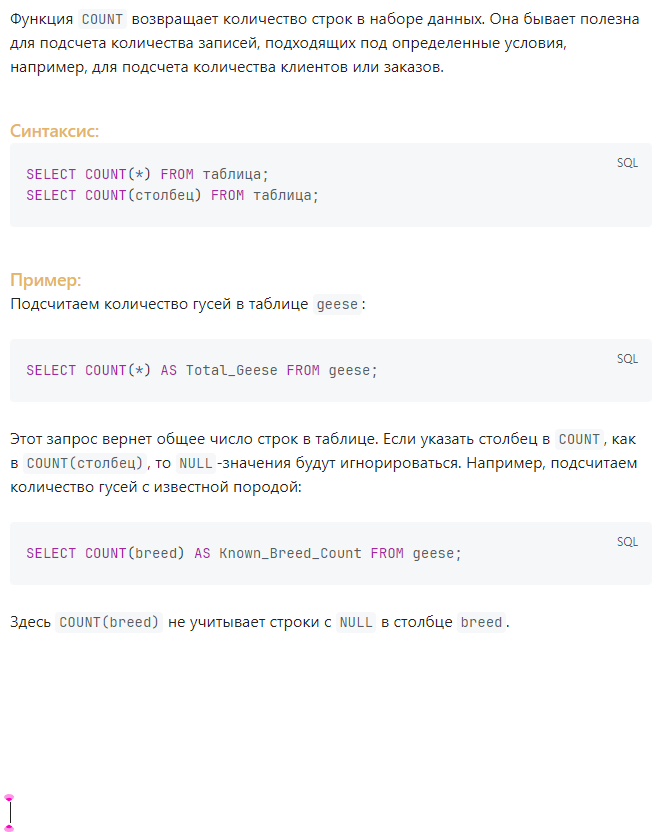 Функция COUNT возвращает количество строк в наборе данных. Она бывает полезна
для подсчета количества записей, подходящих под определенные условия,
например, для подсчета количества клиентов или заказов.
Синтаксис:
SQL
SELECT COUNT(*) FROM таблица;
SELECT COUNT(столбец) FROM таблица;
Пример:
Подсчитаем количество гусей в таблице geese:
SQL
SELECT COUNT(*) AS Total_Geese FROM geese;
Этот запрос вернет общее число строк в таблице. Если указать столбец в COUNT, как
в COUNT(столбец), то NULL-значения будут игнорироваться. Например, подсчитаем
количество гусей с известной породой:
SQL
SELECT COUNT(breed) AS Known_Breed_Count FROM geese;
Здесь COUNT(breed) не учитывает строки с NULL в столбце breed.